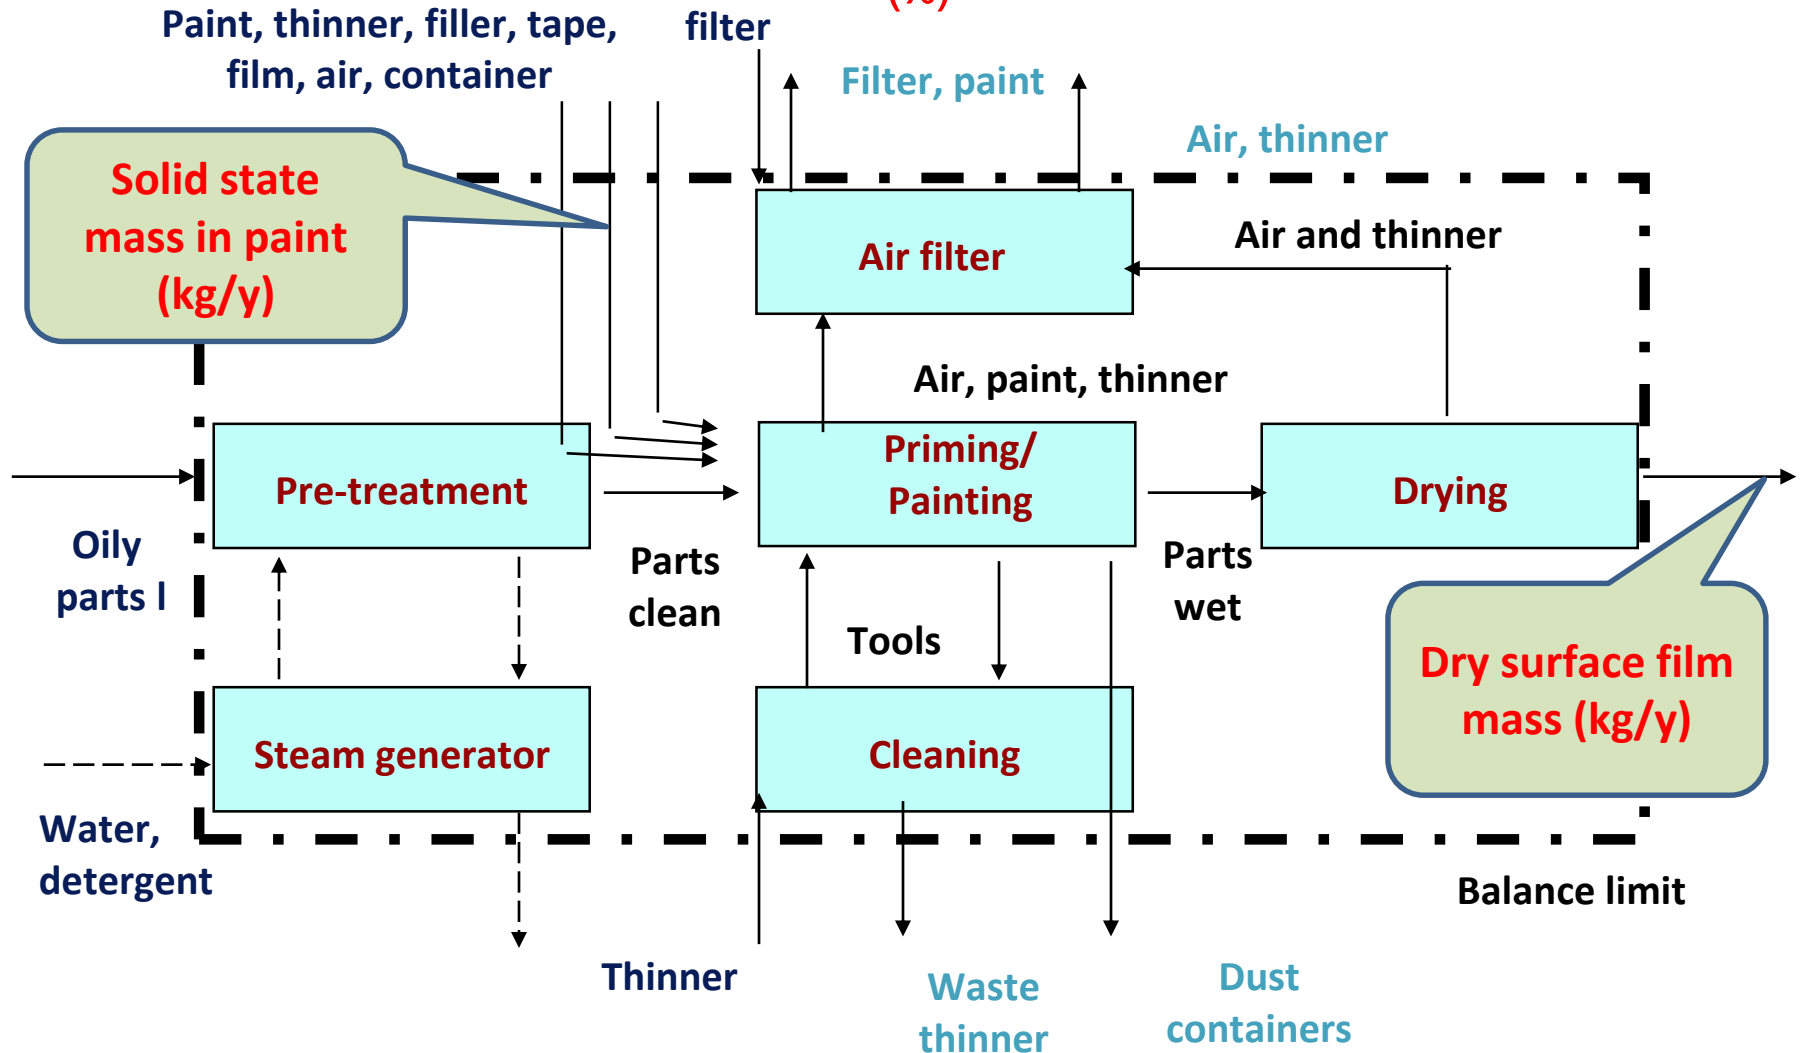 (%)
Paint, thinner, filler, tape,
film, air, container
filter
Filter, paint
Air, thinner
Solid state
mass in paint
(kg/y)
Air filter
Air and thinner
Air, paint, thinner
Pre-treatment
Priming/
Painting
Drying
Oily
parts l
Parts
clean
Parts
wet
Tools
Dry surface film
mass (kg/y)
Steam generator
Cleaning
Water,
detergent
Balance limit
Thinner
Waste
thinner
Dust
containers